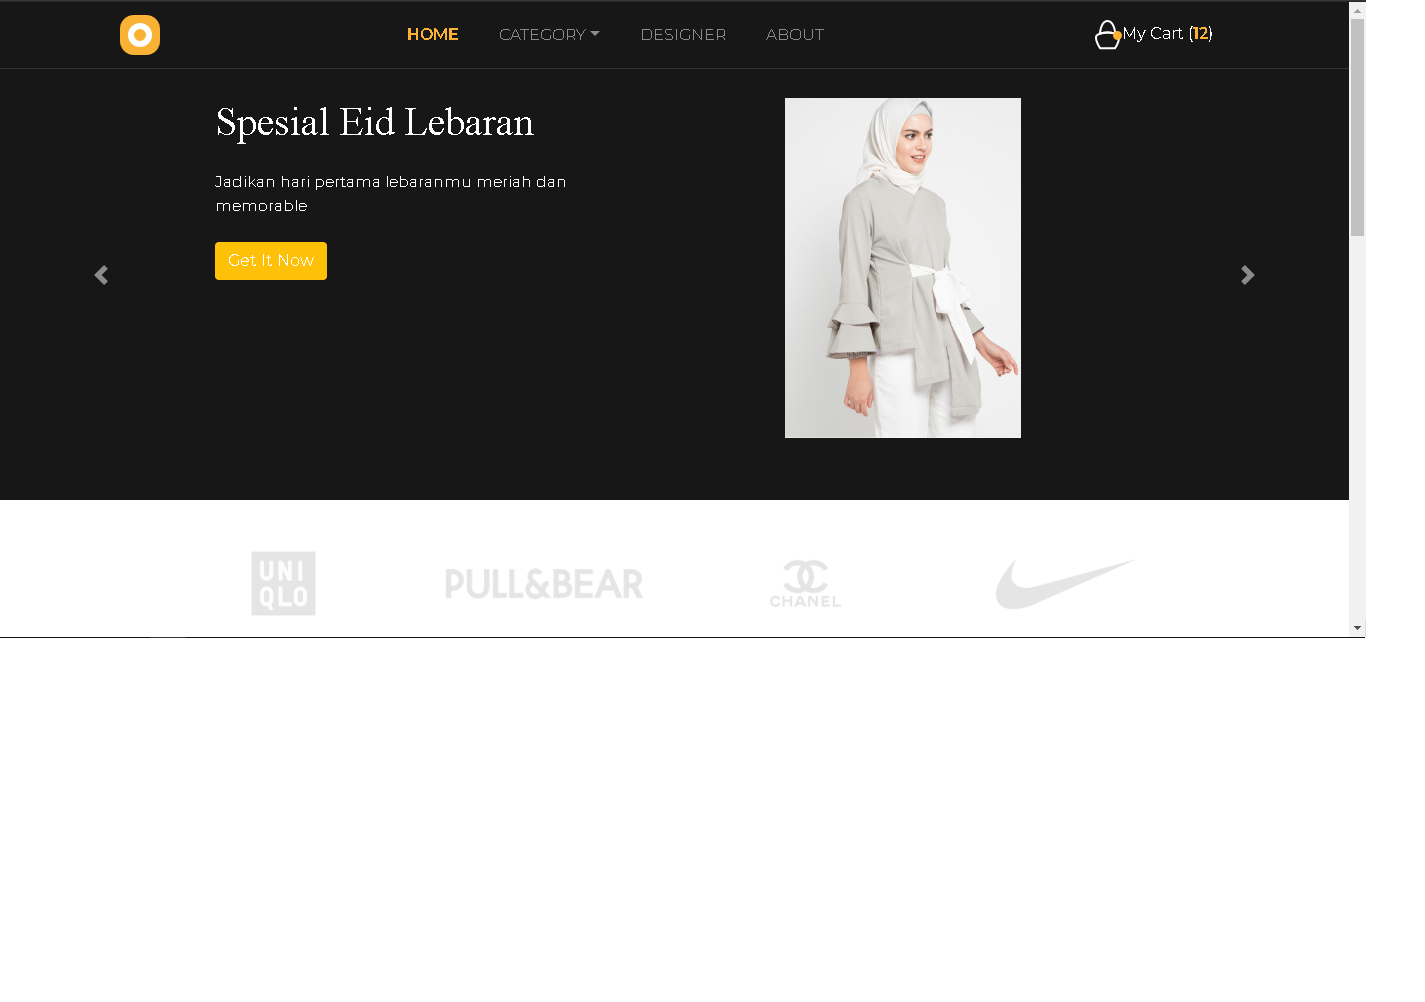 HOME CATEGORY DESIGNER ABOUT My Cart (12)
Spesial Eid Lebaran
Jadikan hari pertama lebaranmu meriah dan
memorable
Get It Now
UNI
QLO
PULL&BEAR
CHANEL